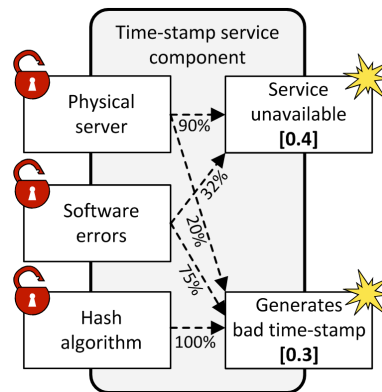 Time-stamp service
component
Physical
server
Service
unavailable
[0.4]
90%
32%
Software
errors
20%
75%
Hash
algorithm
100%
Generates
bad time-stamp
[0.3]